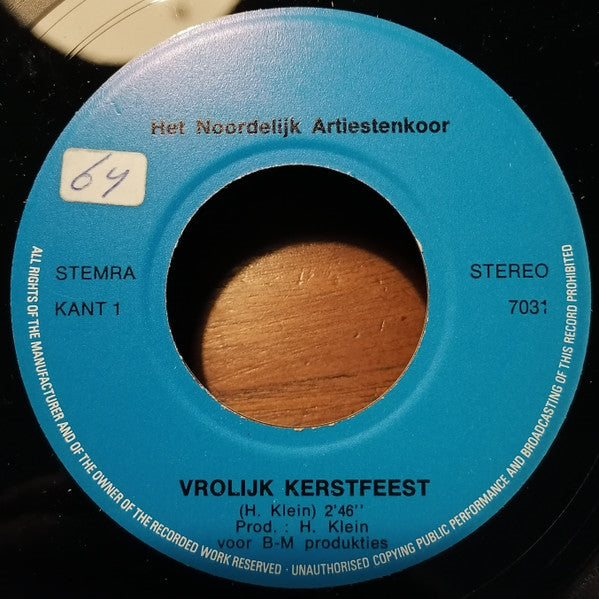 Het Noordelijk Artiestenkoor
64
STEMRA
STEREO
KANT 1
7031
VROLIJK KERSTFEEST
(H. Klein) 2'46''
Prod. : H. Klein
voor B-M produkties
ALL RIGHTS OF THE MANUFACTURER AND OF THE OWNER OF THE RECORDED WORK RESERVED · UNAUTHORISED COPYING PUBLIC PERFORMANCE AND BROADCASTING OF THIS RECORD PROHIBITED